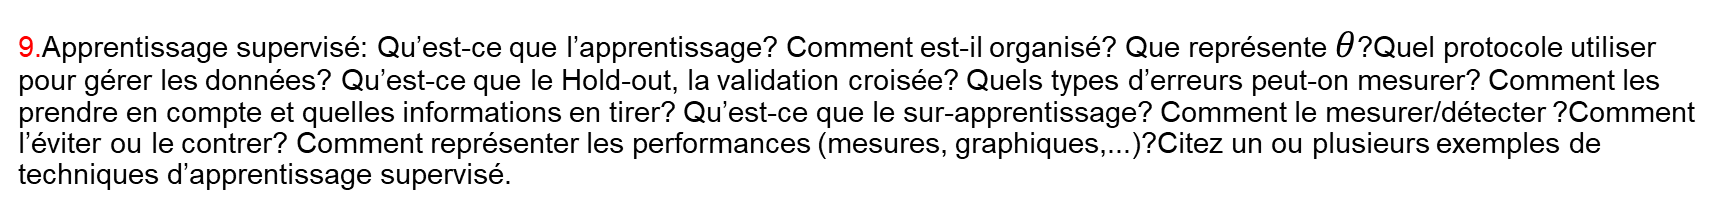 9.Apprentissage supervisé: Qu’est-ce que l’apprentissage? Comment est-il organisé? Que représente θ?Quel protocole utiliser
pour gérer les données? Qu’est-ce que le Hold-out, la validation croisée? Quels types d’erreurs peut-on mesurer? Comment les
prendre en compte et quelles informations en tirer? Qu’est-ce que le sur-apprentissage? Comment le mesurer/détecter ?Comment
l’éviter ou le contrer? Comment représenter les performances (mesures, graphiques,...)?Citez un ou plusieurs exemples de
techniques d’apprentissage supervisé.